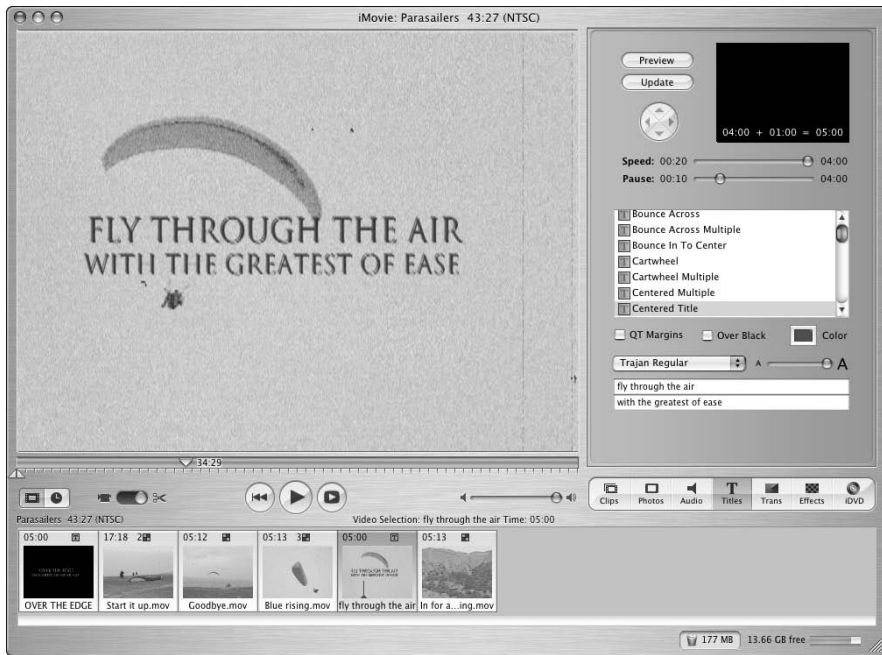 iMovie: Parasailers 43:27 (NTSC)
FLY THROUGH THE AIR
WITH THE GREATEST OF EASE
34:29
Preview
Update
04:00 + 01:00 = 05:00
Speed: 00:20 04:00
Pause: 00:10 04:00
Bounce Across
Bounce Across Multiple
Bounce In To Center
Cartwheel
Cartwheel Multiple
Centered Multiple
Centered Title
QT Margins Over Black Color
Trajan Regular A A
fly through the air
with the greatest of ease
Clips Photos Audio Titles Trans Effects iDVD
Parasailers 43:27 (NTSC) Video Selection: fly through the air Time: 05:00
05:00 17:18 2 05:12 05:13 3 05:00 05:13
OVER THE EDGE Start it up.mov Goodbye.mov Blue rising.mov fly through the air In for a...ing.mov
177 MB 13.66 GB free